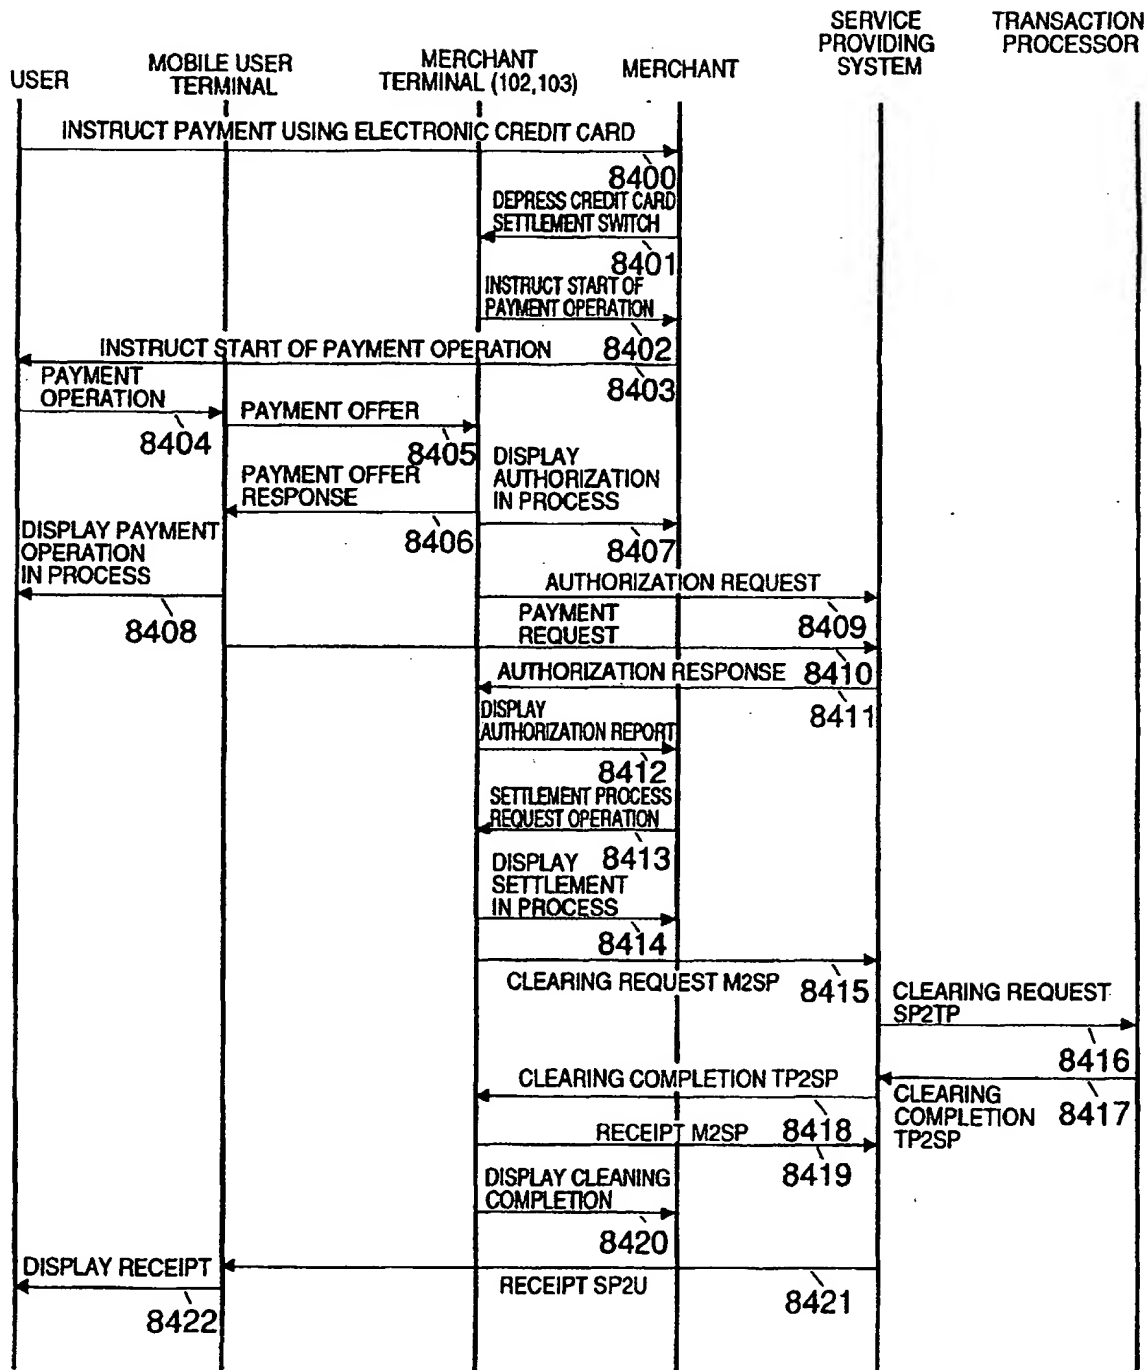 SERVICE
PROVIDING
SYSTEM
TRANSACTION
PROCESSOR
USER
MOBILE USER
TERMINAL
MERCHANT
TERMINAL (102,103)
MERCHANT
INSTRUCT PAYMENT USING ELECTRONIC CREDIT CARD
8400
DEPRESS CREDIT CARD
SETTLEMENT SWITCH
8401
INSTRUCT START OF
PAYMENT OPERATION
8402
INSTRUCT START OF PAYMENT OPERATION
8403
PAYMENT
OPERATION
8404
PAYMENT OFFER
8405
PAYMENT OFFER
RESPONSE
8406
DISPLAY
AUTHORIZATION
IN PROCESS
8407
DISPLAY PAYMENT
OPERATION
IN PROCESS
8408
AUTHORIZATION REQUEST
8409
PAYMENT
REQUEST
8410
AUTHORIZATION RESPONSE
8411
DISPLAY
AUTHORIZATION REPORT
8412
SETTLEMENT PROCESS
REQUEST OPERATION
8413
DISPLAY
SETTLEMENT
IN PROCESS
8414
CLEARING REQUEST M2SP
8415
CLEARING REQUEST
SP2TP
8416
CLEARING
COMPLETION
TP2SP
8417
CLEARING COMPLETION TP2SP
8418
RECEIPT M2SP
8419
DISPLAY CLEANING
COMPLETION
8420
RECEIPT SP2U
8421
DISPLAY RECEIPT
8422